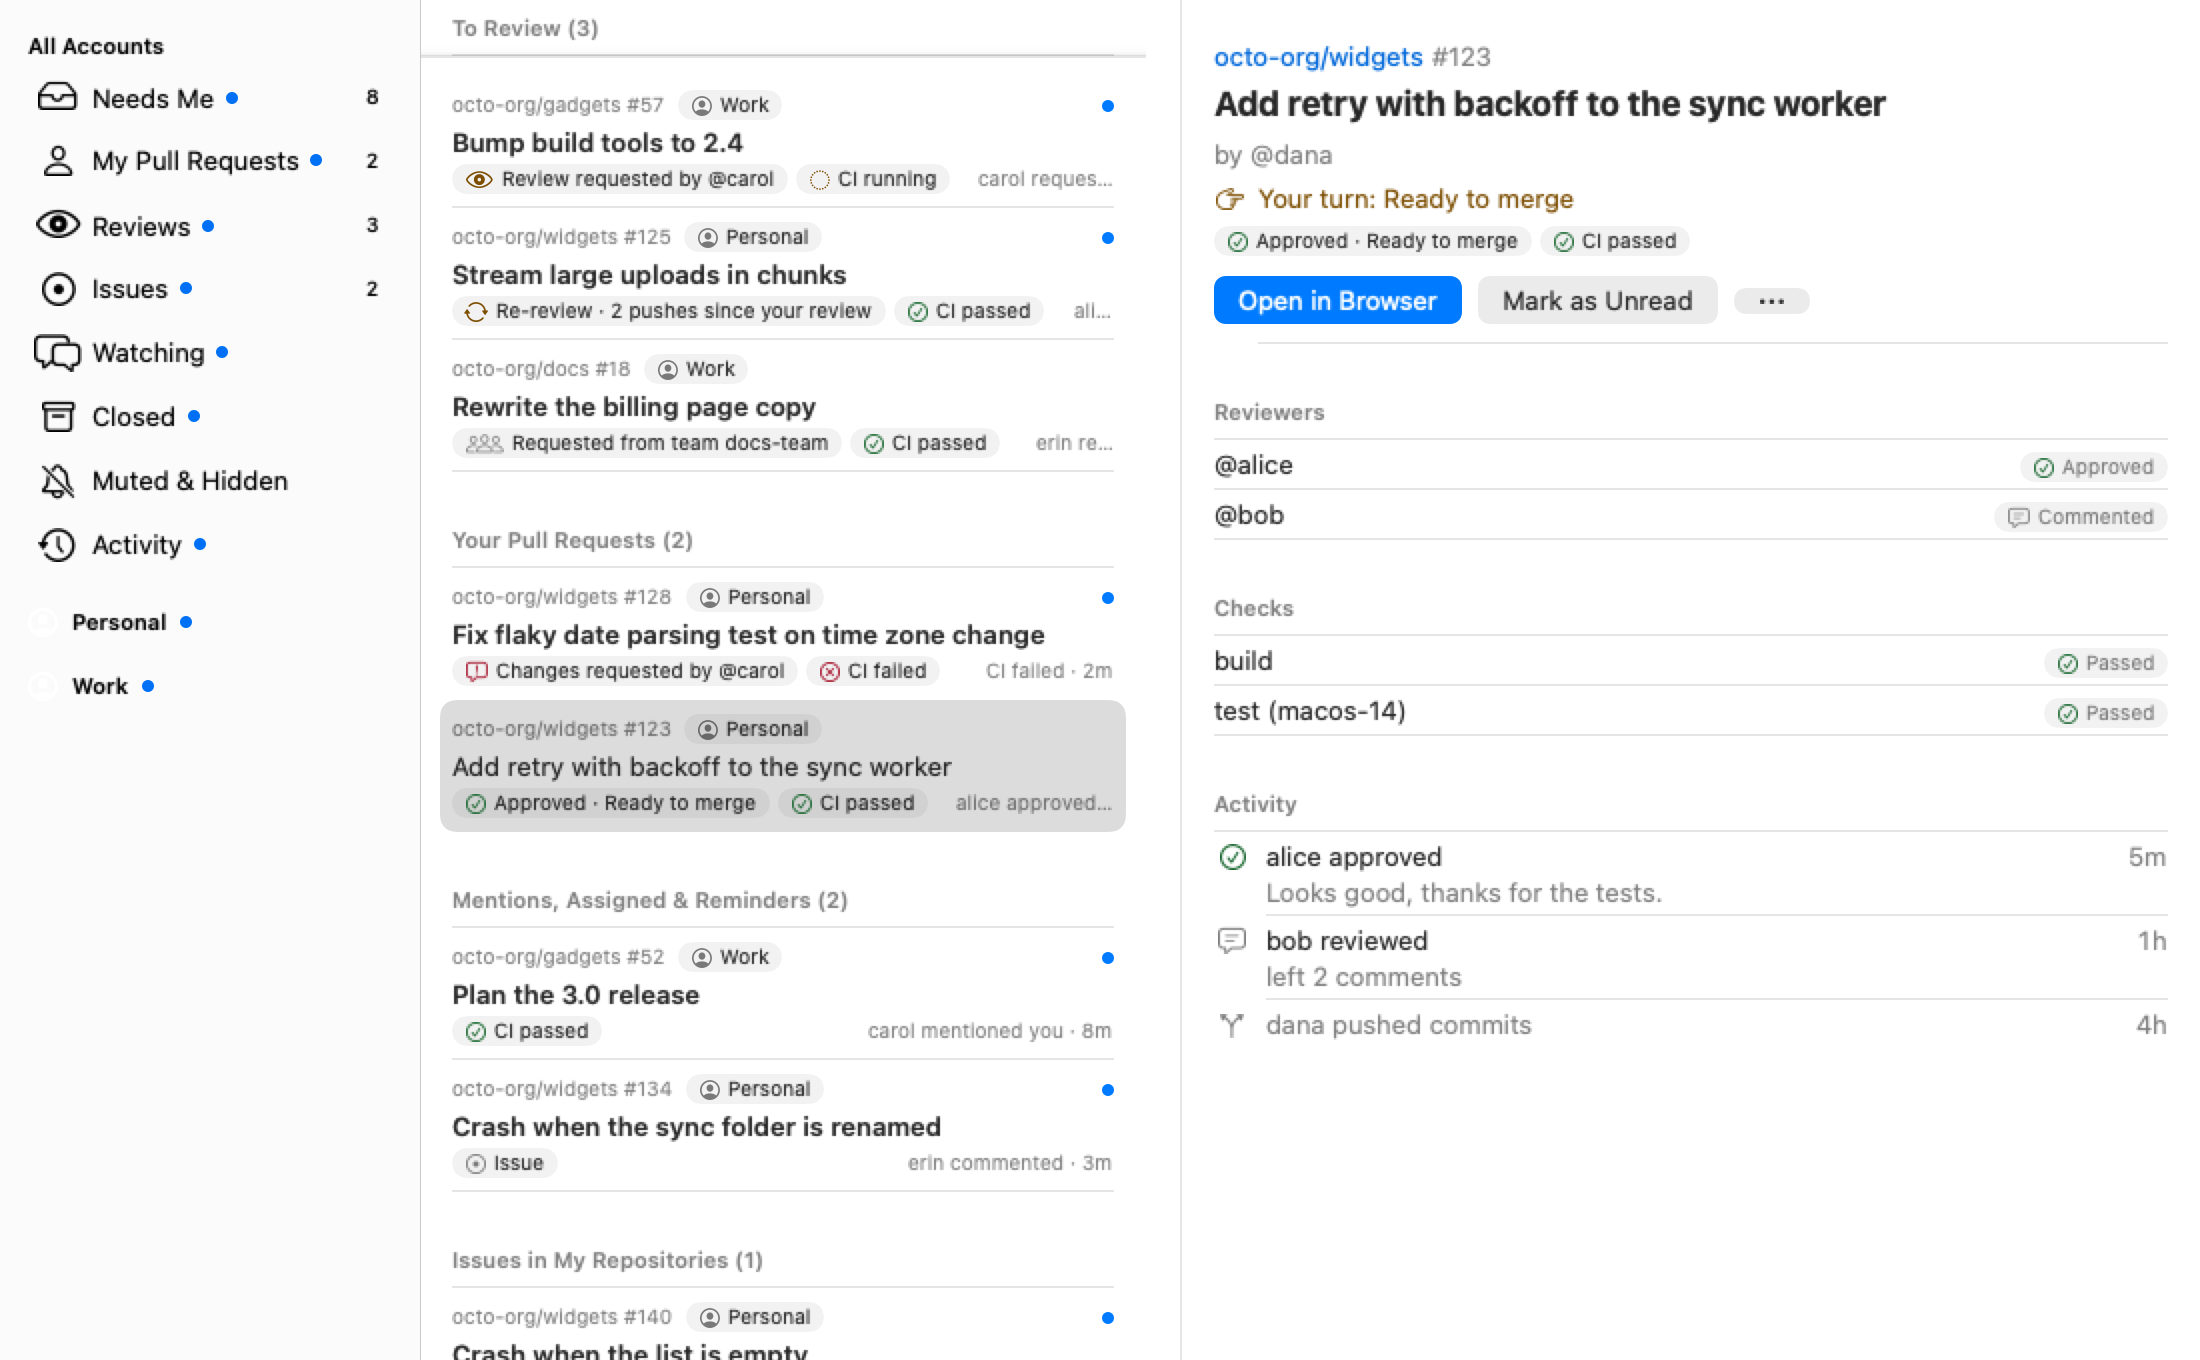 All Accounts
Needs Me 8
My Pull Requests 2
Reviews 3
Issues 2
Watching
Closed
Muted & Hidden
Activity
Personal
Work
To Review (3)
octo-org/gadgets #57 Work
Bump build tools to 2.4
Review requested by @carol CI running carol reques...
octo-org/widgets #125 Personal
Stream large uploads in chunks
Re-review · 2 pushes since your review CI passed all...
octo-org/docs #18 Work
Rewrite the billing page copy
Requested from team docs-team CI passed erin re...
Your Pull Requests (2)
octo-org/widgets #128 Personal
Fix flaky date parsing test on time zone change
Changes requested by @carol CI failed CI failed · 2m
octo-org/widgets #123 Personal
Add retry with backoff to the sync worker
Approved · Ready to merge CI passed alice approved...
Mentions, Assigned & Reminders (2)
octo-org/gadgets #52 Work
Plan the 3.0 release
CI passed carol mentioned you · 8m
octo-org/widgets #134 Personal
Crash when the sync folder is renamed
Issue erin commented · 3m
Issues in My Repositories (1)
octo-org/widgets #140 Personal
Crash when the list is empty
octo-org/widgets #123
Add retry with backoff to the sync worker
by @dana
Your turn: Ready to merge
Approved · Ready to merge CI passed
Open in Browser Mark as Unread ...
Reviewers
@alice Approved
@bob Commented
Checks
build Passed
test (macos-14) Passed
Activity
alice approved 5m
Looks good, thanks for the tests.
bob reviewed 1h
left 2 comments
dana pushed commits 4h